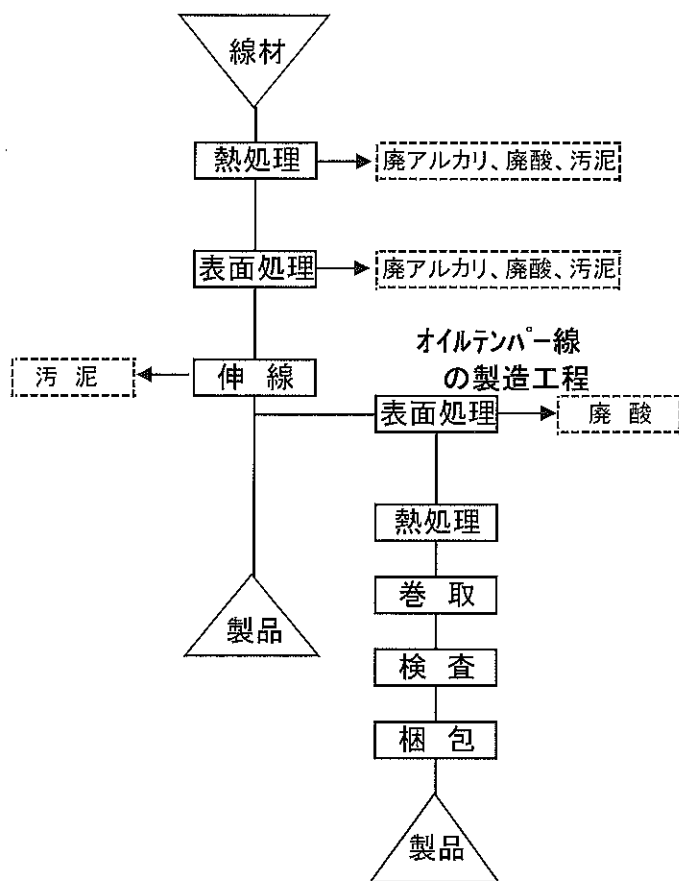 線材
熱処理
廃アルカリ、廃酸、汚泥
表面処理
廃アルカリ、廃酸、汚泥
汚 泥
伸 線
オイルテンパー線
の製造工程
表面処理
廃 酸
熱処理
巻 取
検 査
梱 包
製品
製品